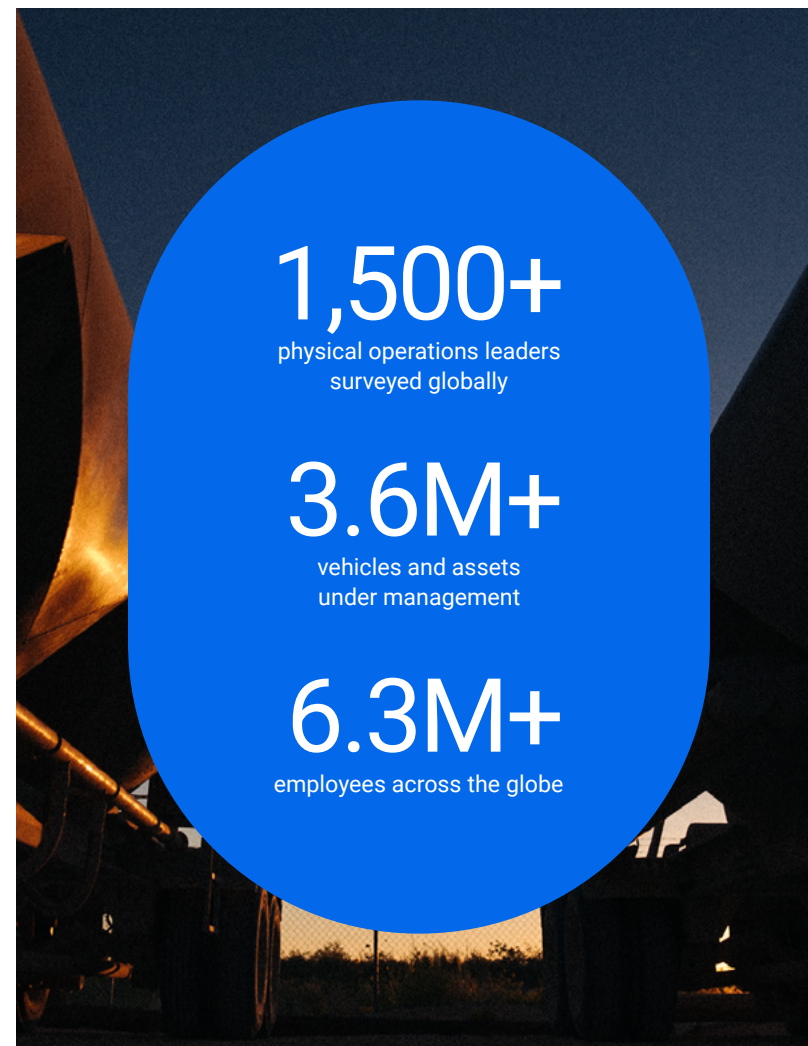 1,500+
physical operations leaders
surveyed globally
3.6M+
vehicles and assets
under management
6.3M+
employees across the globe